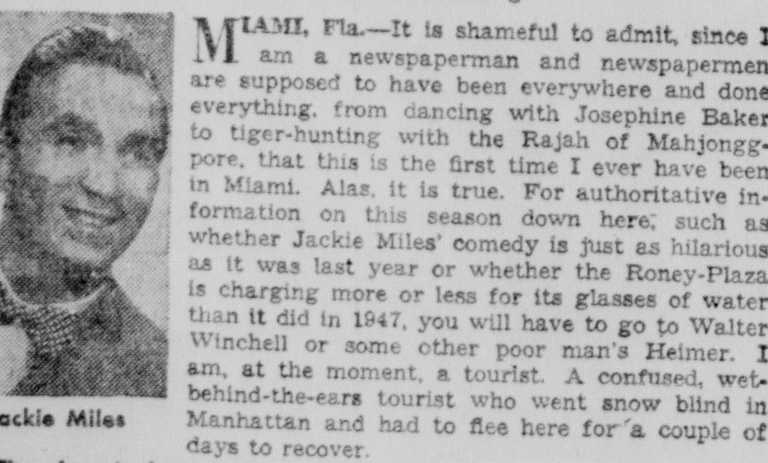 MIAMI, Fla.—It is shameful to admit, since I
am a newspaperman and newspapermen
are supposed to have been everywhere and done
everything, from dancing with Josephine Baker
to tiger-hunting with the Rajah of Mahjongg-
pore, that this is the first time I ever have been
in Miami. Alas, it is true. For authoritative in-
formation on this season down here, such as
whether Jackie Miles' comedy is just as hilarious
as it was last year or whether the Roney-Plaza
is charging more or less for its glasses of water
than it did in 1947, you will have to go to Walter
Winchell or some other poor man's Heimer. I
am, at the moment, a tourist. A confused, wet-
behind-the-ears tourist who went snow blind in
Manhattan and had to flee here for a couple of
days to recover.
ackie Miles